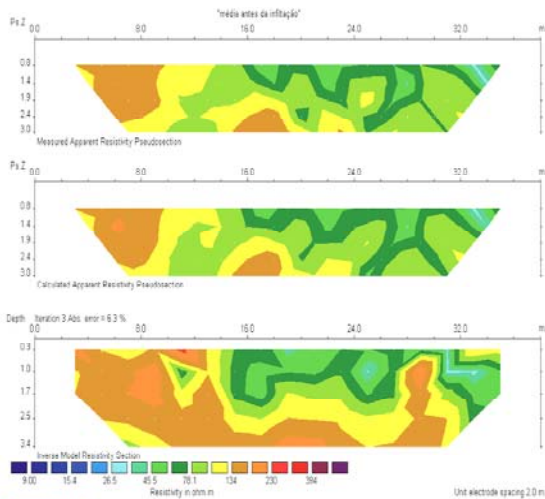 "média antes da infiltação"
Ps.Z 0.0 8.0 16.0 24.0 32.0 m
0.8
1.4
1.9
2.4
3.0
Measured Apparent Resistivity Pseudosection
Ps.Z 0.0 8.0 16.0 24.0 32.0 m
0.8
1.4
1.9
2.4
3.0
Calculated Apparent Resistivity Pseudosection
Depth Iteration 3 Abs. error = 6.3 %
0.0 8.0 16.0 24.0 32.0 m
0.3
1.0
1.7
2.5
3.4
Inverse Model Resistivity Section
9.00 15.4 26.5 45.5 78.1 134 230 394
Resistivity in ohm.m
Unit electrode spacing 2.0 m